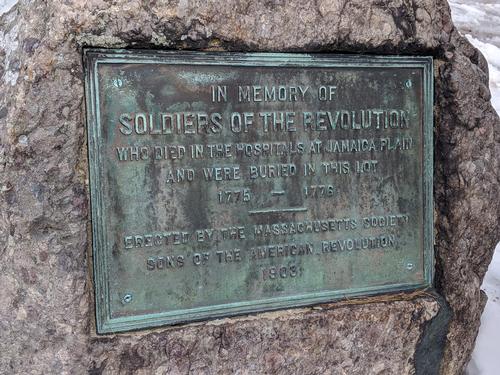 IN MEMORY OF
SOLDIERS OF THE REVOLUTION
WHO DIED IN THE HOSPITALS AT JAMAICA PLAIN
AND WERE BURIED IN THIS LOT
1775 — 1776
ERECTED BY THE MASSACHUSETTS SOCIETY
SONS OF THE AMERICAN REVOLUTION
1903